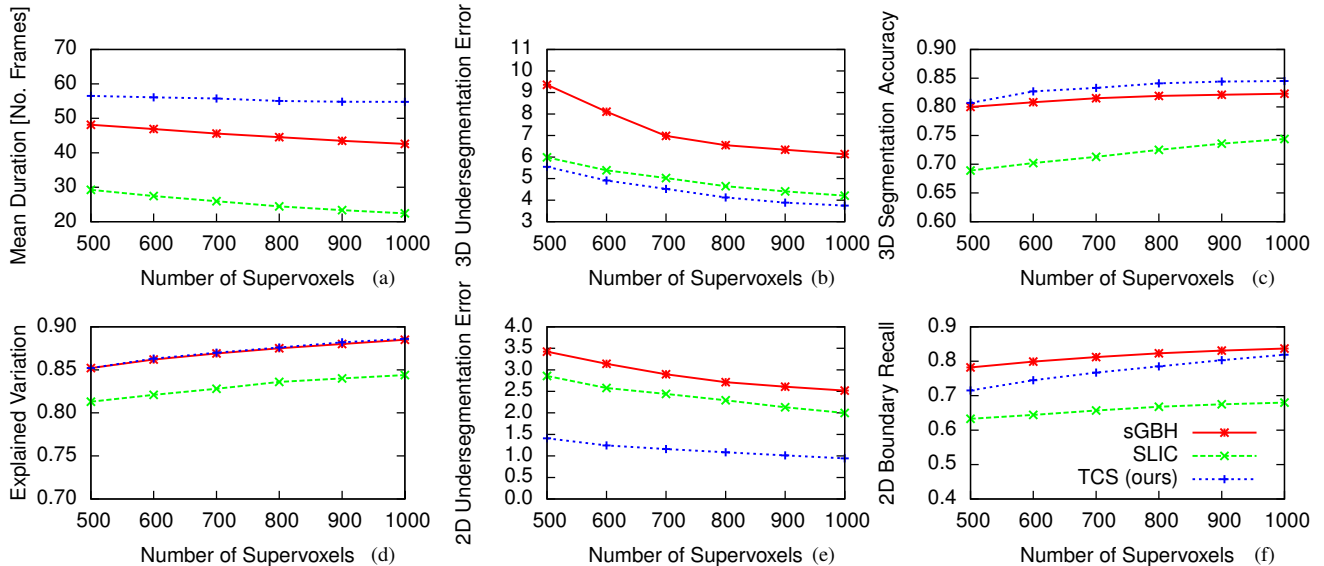 Mean Duration [No. Frames]
70
60
50
40
30
20
500 600 700 800 900 1000
Number of Supervoxels (a)
3D Undersegmentation Error
11
10
9
8
7
6
5
4
3
500 600 700 800 900 1000
Number of Supervoxels (b)
3D Segmentation Accuracy
0.90
0.85
0.80
0.75
0.70
0.65
0.60
500 600 700 800 900 1000
Number of Supervoxels (c)
Explained Variation
0.90
0.85
0.80
0.75
0.70
500 600 700 800 900 1000
Number of Supervoxels (d)
2D Undersegmentation Error
4.0
3.5
3.0
2.5
2.0
1.5
1.0
0.5
0.0
500 600 700 800 900 1000
Number of Supervoxels (e)
2D Boundary Recall
0.9
0.8
0.7
0.6
0.5
0.4
sGBH
SLIC
TCS (ours)
500 600 700 800 900 1000
Number of Supervoxels (f)